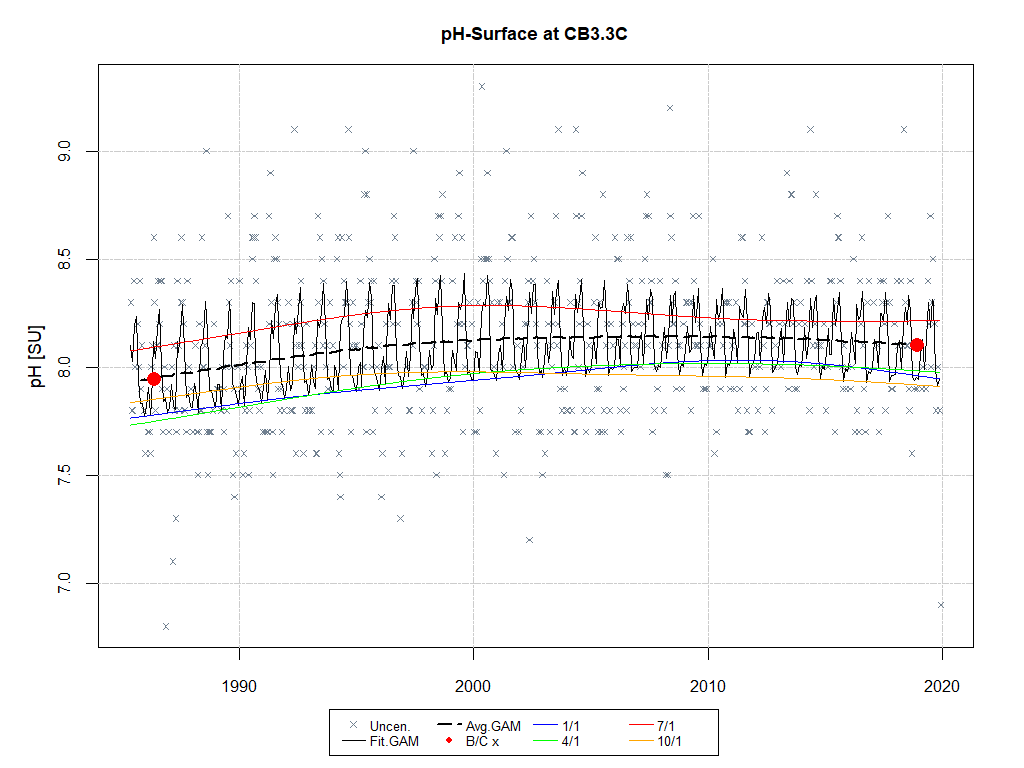 pH-Surface at CB3.3C
pH [SU]
9.0
8.5
8.0
7.5
7.0
1990 2000 2010 2020
Uncen. Avg.GAM 1/1 7/1
Fit.GAM B/C x 4/1 10/1